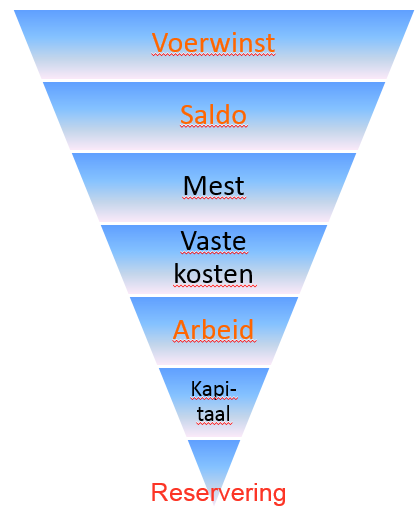 Voerwinst
Saldo
Mest
Vaste
kosten
Arbeid
Kapi-
taal
Reservering